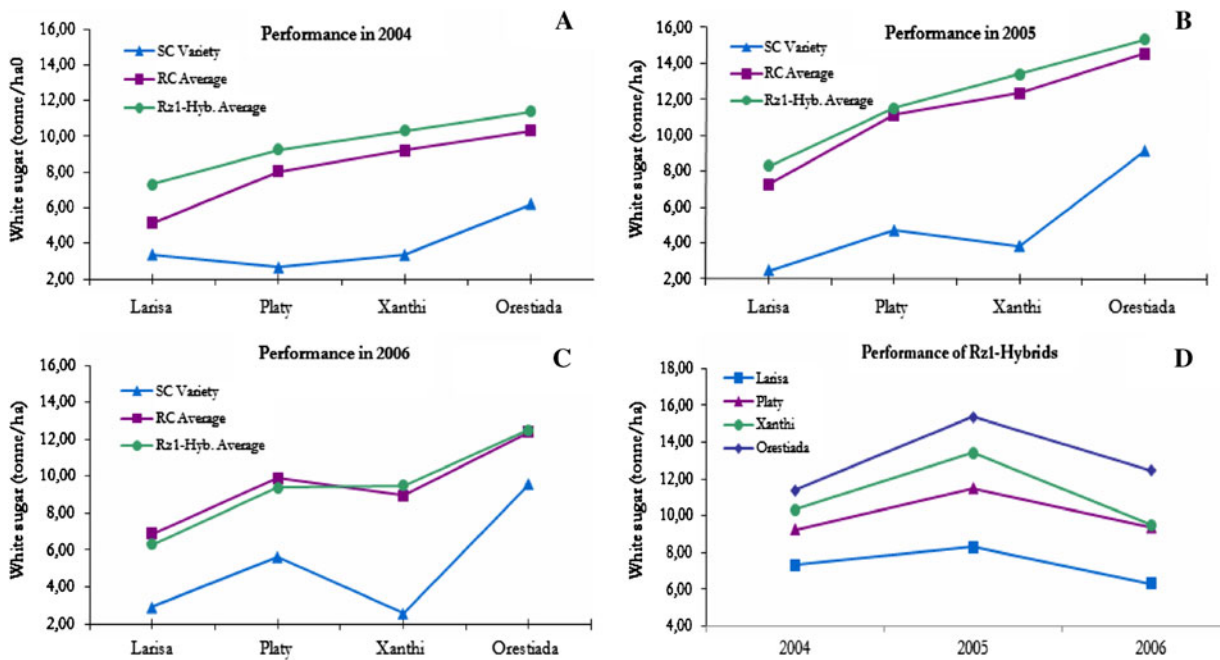 A
Performance in 2004
White sugar (tonne/ha0
16,00
14,00
12,00
10,00
8,00
6,00
4,00
2,00
SC Variety
RC Average
Rz1-Hyb. Average
Larisa Platy Xanthi Orestiada
B
Performance in 2005
White sugar (tonne/ha)
16,00
14,00
12,00
10,00
8,00
6,00
4,00
2,00
SC Variety
RC Average
Rz1-Hyb. Average
Larisa Platy Xanthi Orestiada
C
Performance in 2006
White sugar (tonne/ha)
16,00
14,00
12,00
10,00
8,00
6,00
4,00
2,00
SC Variety
RC Average
Rz1-Hyb. Average
Larisa Platy Xanthi Orestiada
D
Performance of Rz1-Hybrids
White sugar (tonne/ha)
18,00
16,00
14,00
12,00
10,00
8,00
6,00
4,00
Larisa
Platy
Xanthi
Orestiada
2004 2005 2006